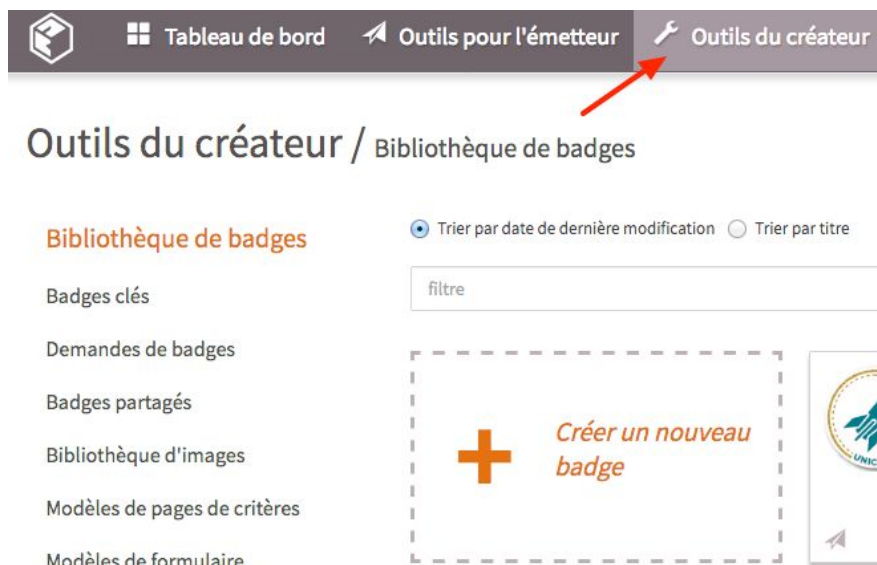 Tableau de bord
Outils pour l'émetteur
Outils du créateur
Outils du créateur / Bibliothèque de badges
Bibliothèque de badges
Badges clés
Demandes de badges
Badges partagés
Bibliothèque d'images
Modèles de pages de critères
Modèles de formulaire
Trier par date de dernière modification
Trier par titre
filtre
Créer un nouveau
badge